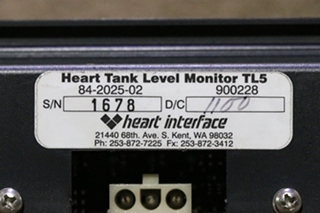 Heart Tank Level Monitor TL5
84-2025-02 900228
S/N 1678 D/C 1100
heart interface
21440 68th. Ave. S. Kent, WA 98032
Ph: 253-872-7225 Fx: 253-872-3412